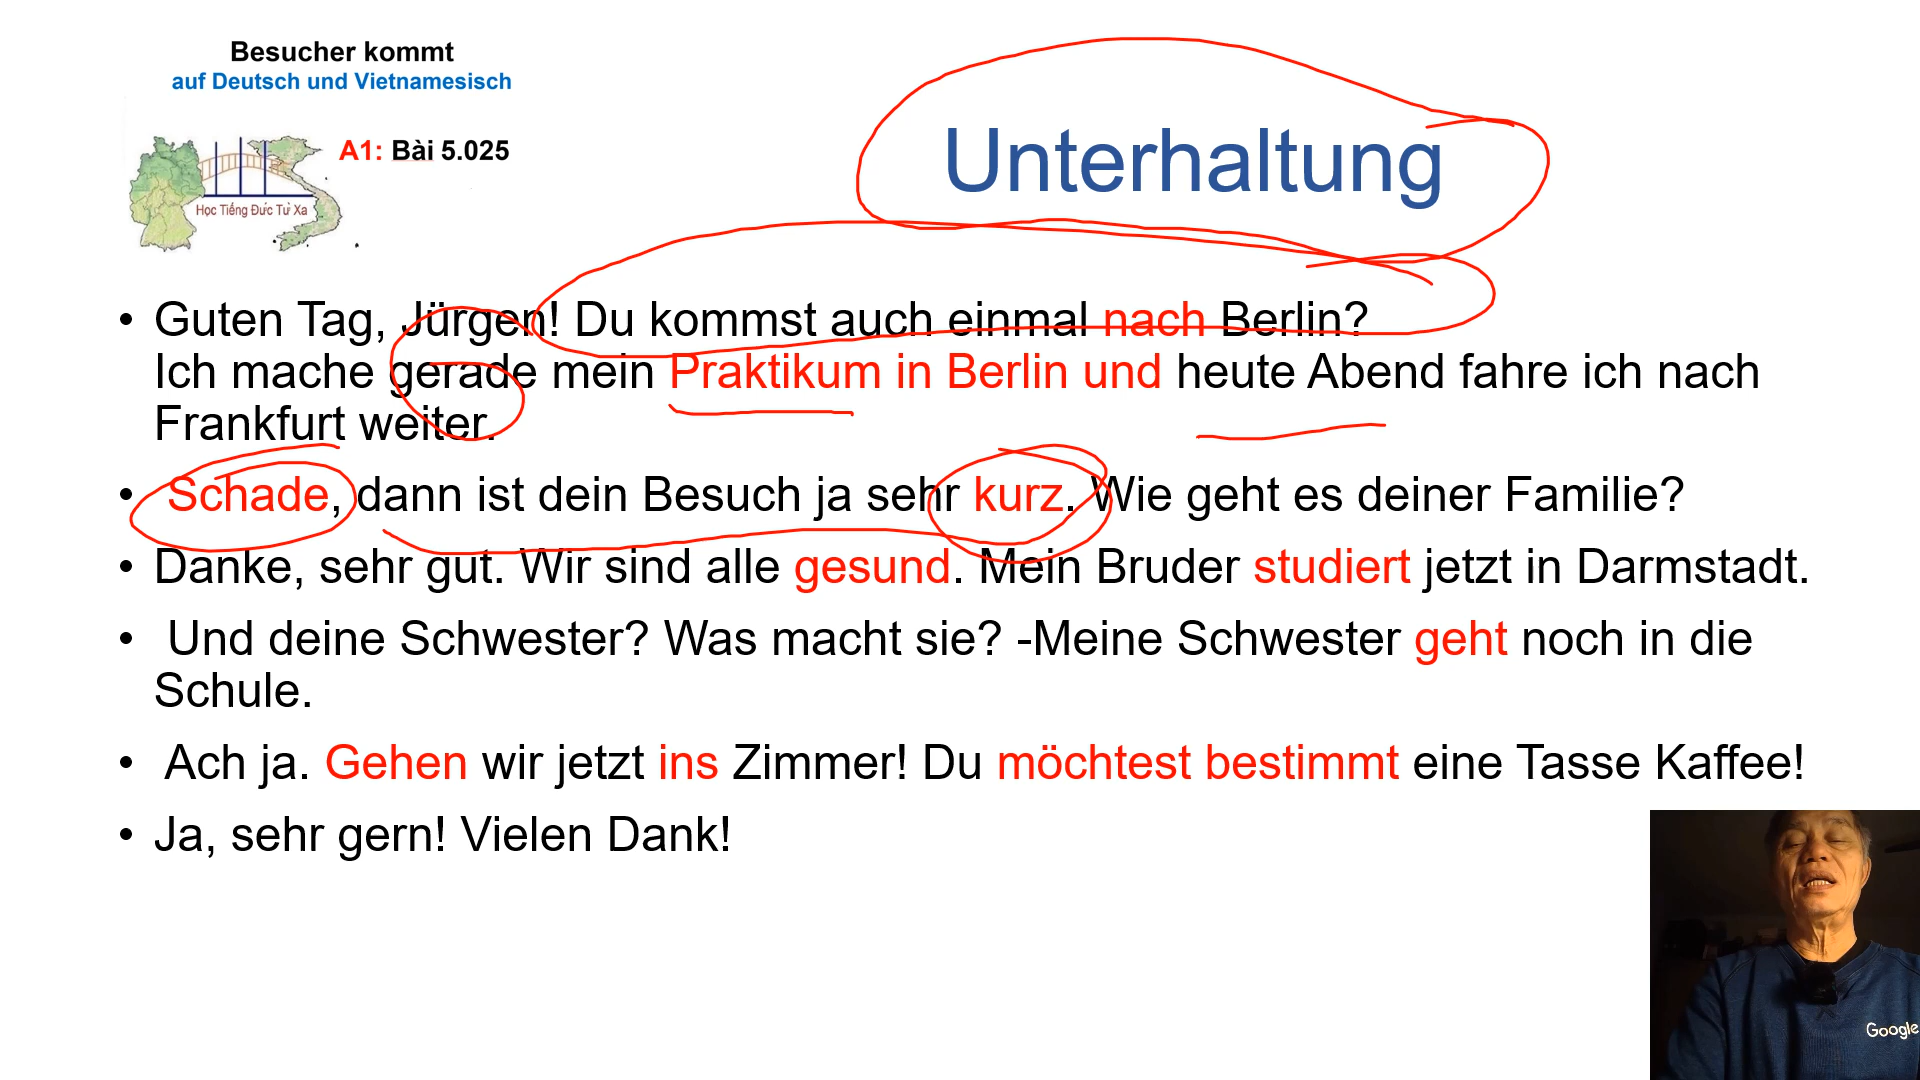 Besucher kommt
auf Deutsch und Vietnamesisch
A1: Bài 5.025
Học Tiếng Đức Từ Xa
Unterhaltung
• Guten Tag, Jürgen! Du kommst auch einmal nach Berlin?
Ich mache gerade mein Praktikum in Berlin und heute Abend fahre ich nach
Frankfurt weiter.
• Schade, dann ist dein Besuch ja sehr kurz. Wie geht es deiner Familie?
• Danke, sehr gut. Wir sind alle gesund. Mein Bruder studiert jetzt in Darmstadt.
• Und deine Schwester? Was macht sie? -Meine Schwester geht noch in die
Schule.
• Ach ja. Gehen wir jetzt ins Zimmer! Du möchtest bestimmt eine Tasse Kaffee!
• Ja, sehr gern! Vielen Dank!
Google